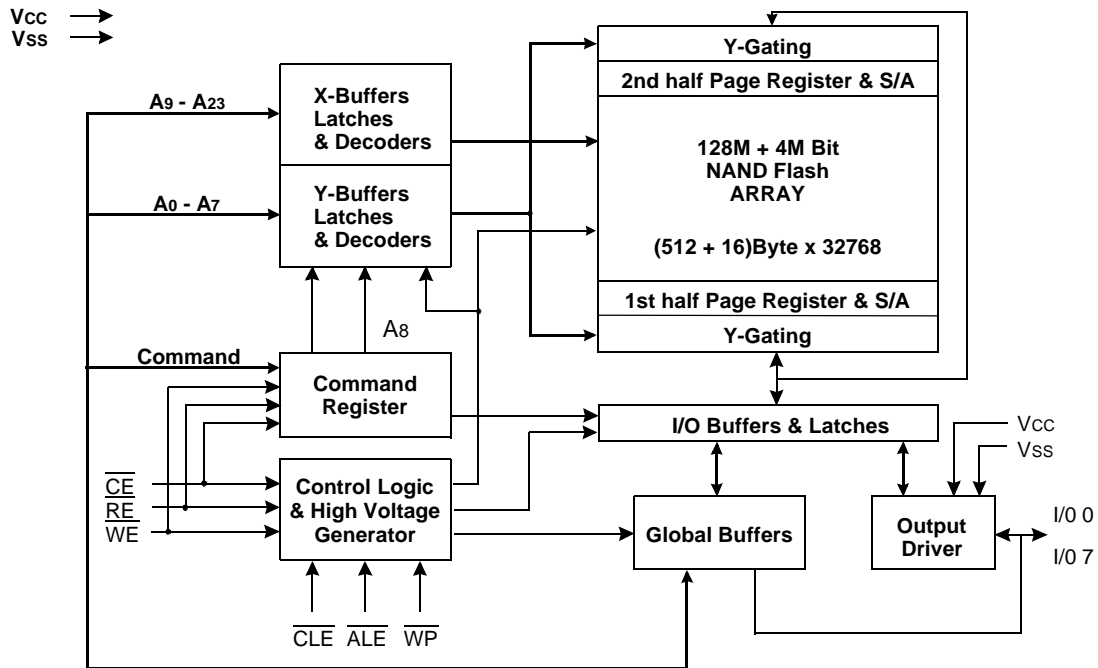 VCC
VSS
A9 - A23
X-Buffers
Latches
& Decoders
A0 - A7
Y-Buffers
Latches
& Decoders
A8
Y-Gating
2nd half Page Register & S/A
128M + 4M Bit
NAND Flash
ARRAY
(512 + 16)Byte x 32768
1st half Page Register & S/A
Y-Gating
Command
Command
Register
I/O Buffers & Latches
VCC
VSS
CE
RE
WE
Control Logic
& High Voltage
Generator
Global Buffers
Output
Driver
I/0 0
I/0 7
CLE
ALE
WP